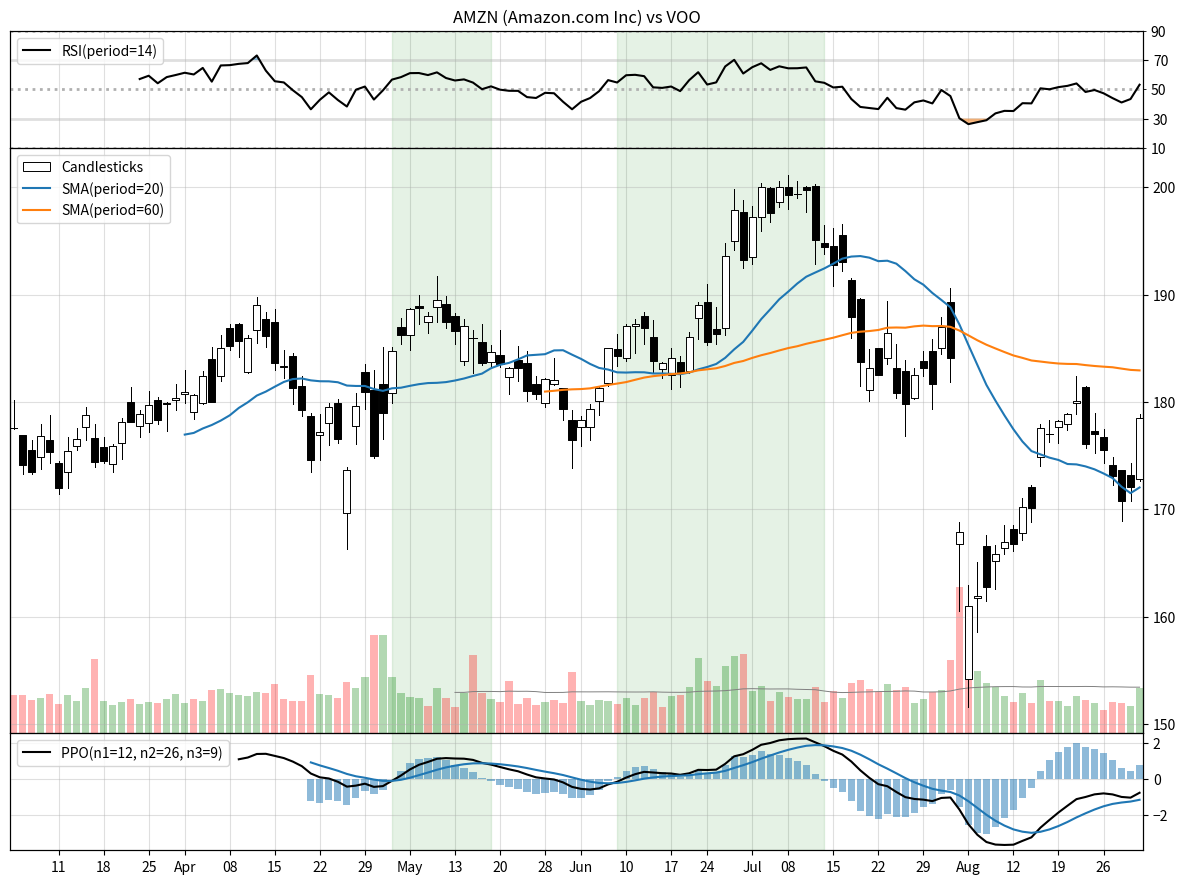 AMZN (Amazon.com Inc) vs VOO
RSI(period=14)
90
70
50
30
10
Candlesticks
SMA(period=20)
SMA(period=60)
200
190
180
170
160
150
PPO(n1=12, n2=26, n3=9)
2
0
−2
11 18 25 Apr 08 15 22 29 May 13 20 28 Jun 10 17 24 Jul 08 15 22 29 Aug 12 19 26